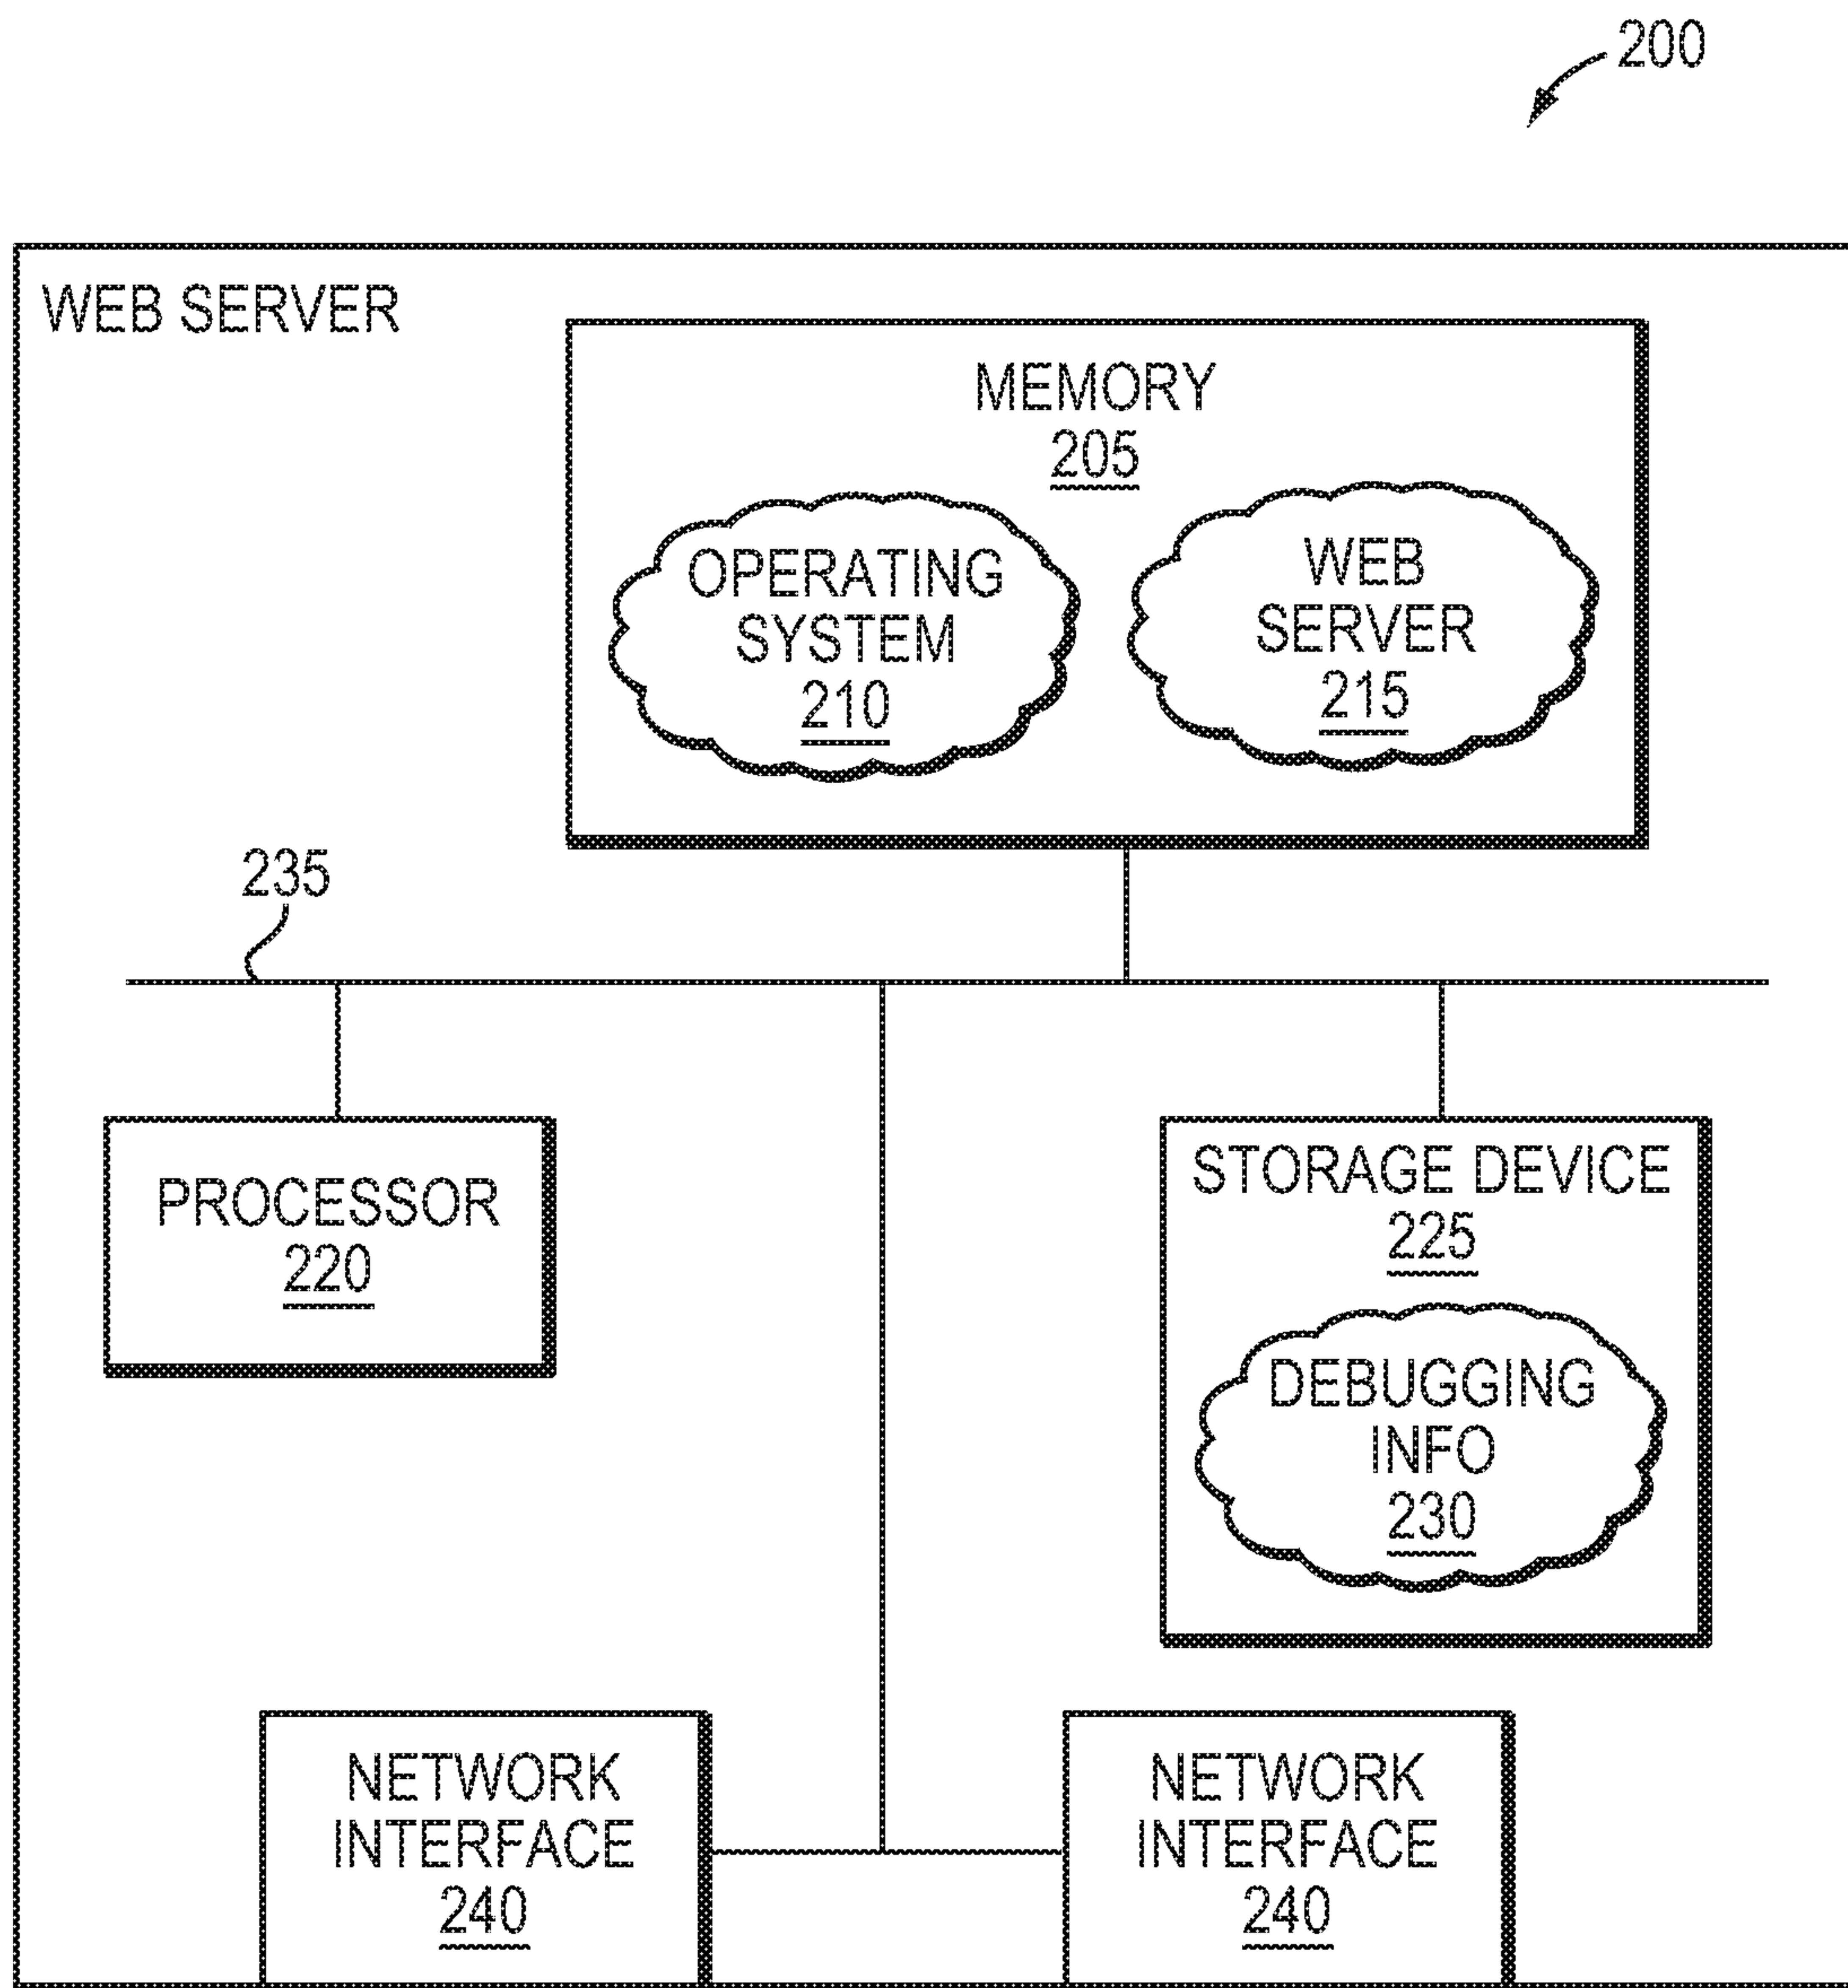 200
WEB SERVER
MEMORY
205
OPERATING
SYSTEM
210
WEB
SERVER
215
235
PROCESSOR
220
STORAGE DEVICE
225
DEBUGGING
INFO
230
NETWORK
INTERFACE
240
NETWORK
INTERFACE
240